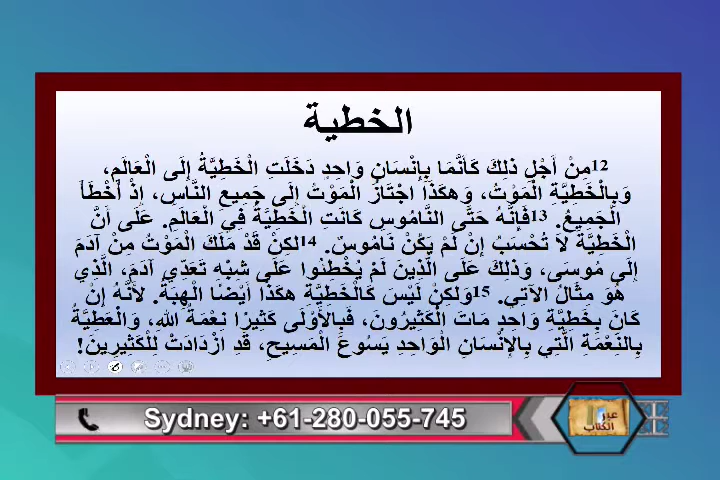 الخطية
12مِنْ أَجْلِ ذلِكَ كَأَنَّمَا بِإِنْسَانٍ وَاحِدٍ دَخَلَتِ الْخَطِيَّةُ إِلَى الْعَالَمِ،
وَبِالْخَطِيَّةِ الْمَوْتُ، وَهكَذَا اجْتَازَ الْمَوْتُ إِلَى جَمِيعِ النَّاسِ، إِذْ أَخْطَأَ
الْجَمِيعُ. 13فَإِنَّهُ حَتَّى النَّامُوسِ كَانَتِ الْخَطِيَّةُ فِي الْعَالَمِ. عَلَى أَنَّ
الْخَطِيَّةَ لاَ تُحْسَبُ إِنْ لَمْ يَكُنْ نَامُوسٌ. 14لكِنْ قَدْ مَلَكَ الْمَوْتُ مِنْ آدَمَ
إِلَى مُوسَى، وَذلِكَ عَلَى الَّذِينَ لَمْ يُخْطِئُوا عَلَى شِبْهِ تَعَدِّي آدَمَ، الَّذِي
هُوَ مِثَالُ الآتِي. 15وَلكِنْ لَيْسَ كَالْخَطِيَّةِ هكَذَا أَيْضًا الْهِبَةُ. لأَنَّهُ إِنْ
كَانَ بِخَطِيَّةِ وَاحِدٍ مَاتَ الْكَثِيرُونَ، فَبِالأَوْلَى كَثِيرًا نِعْمَةُ اللهِ، وَالْعَطِيَّةُ
بِالنِّعْمَةِ الَّتِي بِالإِنْسَانِ الْوَاحِدِ يَسُوعَ الْمَسِيحِ، قَدِ ازْدَادَتْ لِلْكَثِيرِينَ!
Sydney: +61-280-055-745
عبر
الكتاب